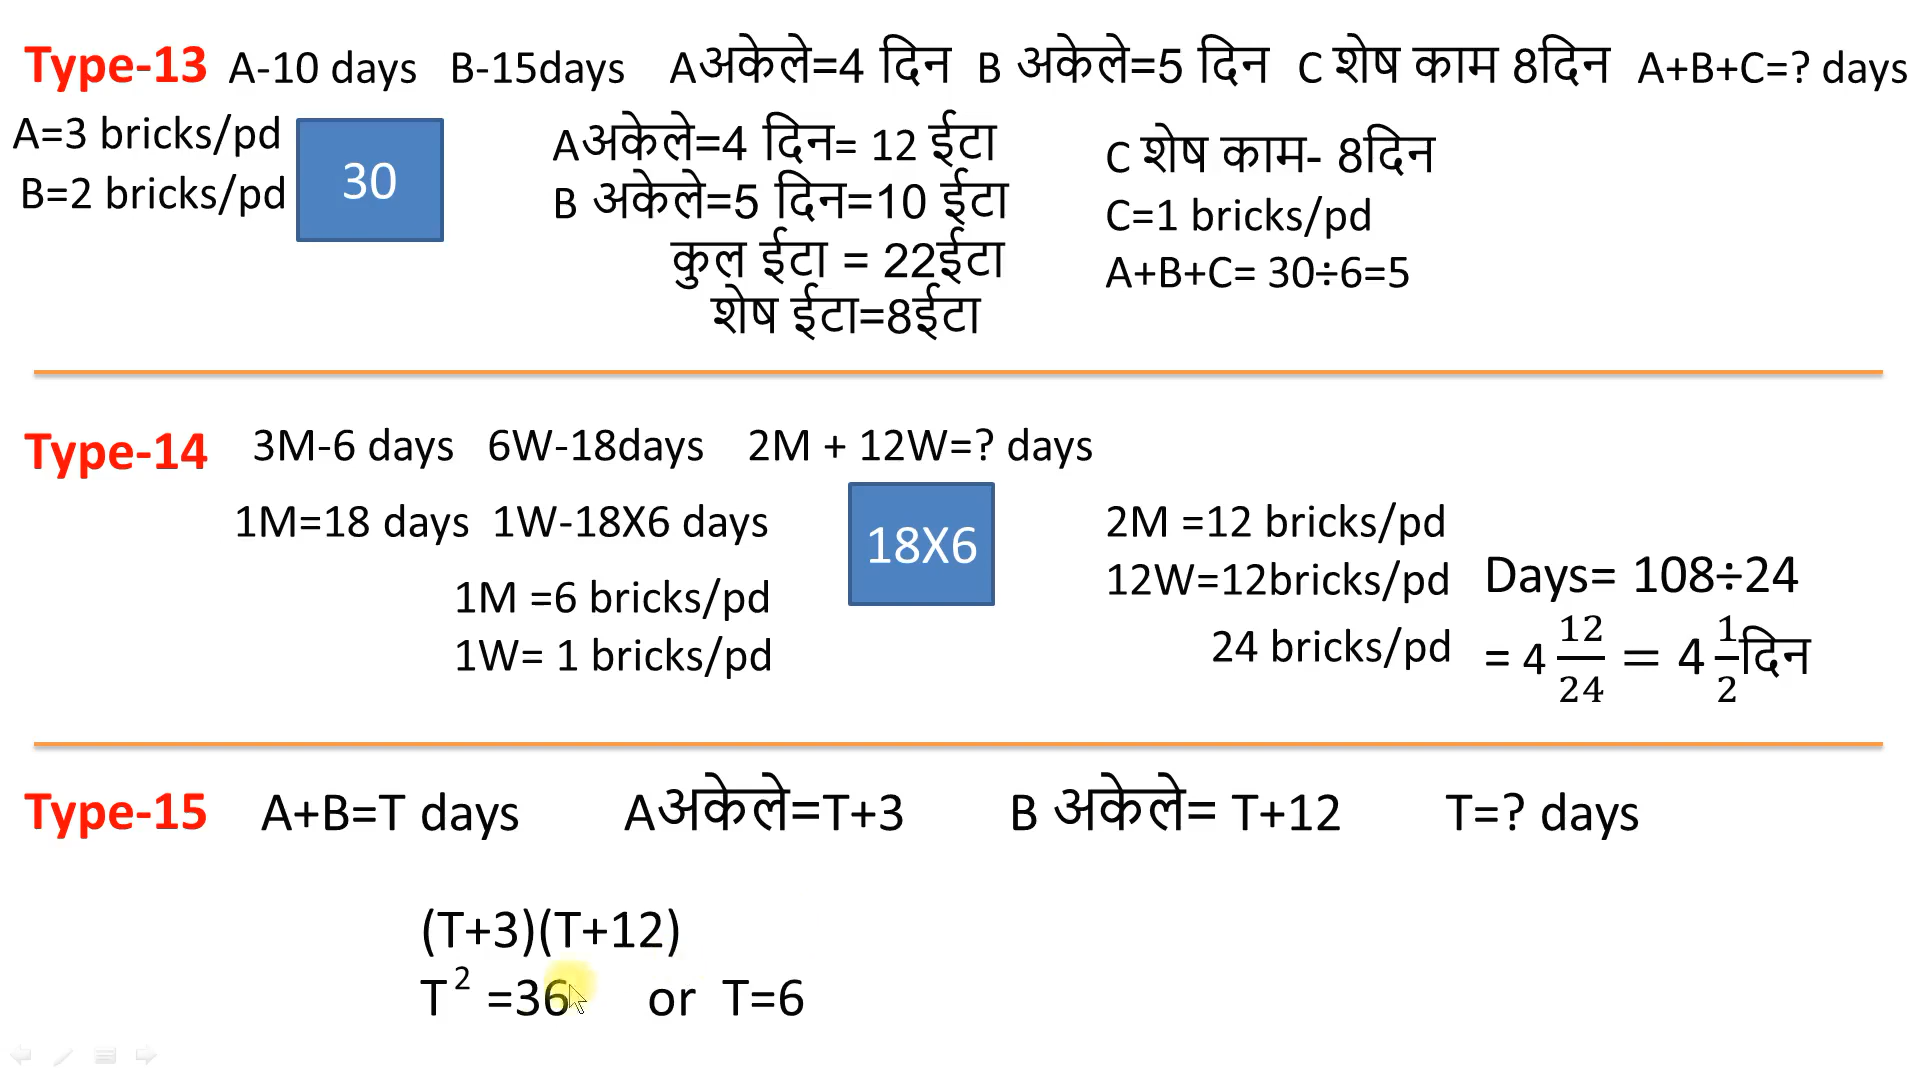 Type-13 A-10 days B-15days Aअकेले=4 दिन B अकेले=5 दिन C शेष काम 8दिन A+B+C=? days
A=3 bricks/pd
B=2 bricks/pd
30
Aअकेले=4 दिन= 12 ईटा
B अकेले=5 दिन=10 ईटा
कुल ईटा = 22ईटा
शेष ईटा=8ईटा
C शेष काम- 8दिन
C=1 bricks/pd
A+B+C= 30÷6=5
Type-14 3M-6 days 6W-18days 2M + 12W=? days
1M=18 days 1W-18X6 days
1M =6 bricks/pd
1W= 1 bricks/pd
18X6
2M =12 bricks/pd
12W=12bricks/pd
24 bricks/pd
Days= 108÷24
= 4 12/24 = 4 1/2 दिन
Type-15 A+B=T days Aअकेले=T+3 B अकेले= T+12 T=? days
(T+3)(T+12)
T² =36 or T=6